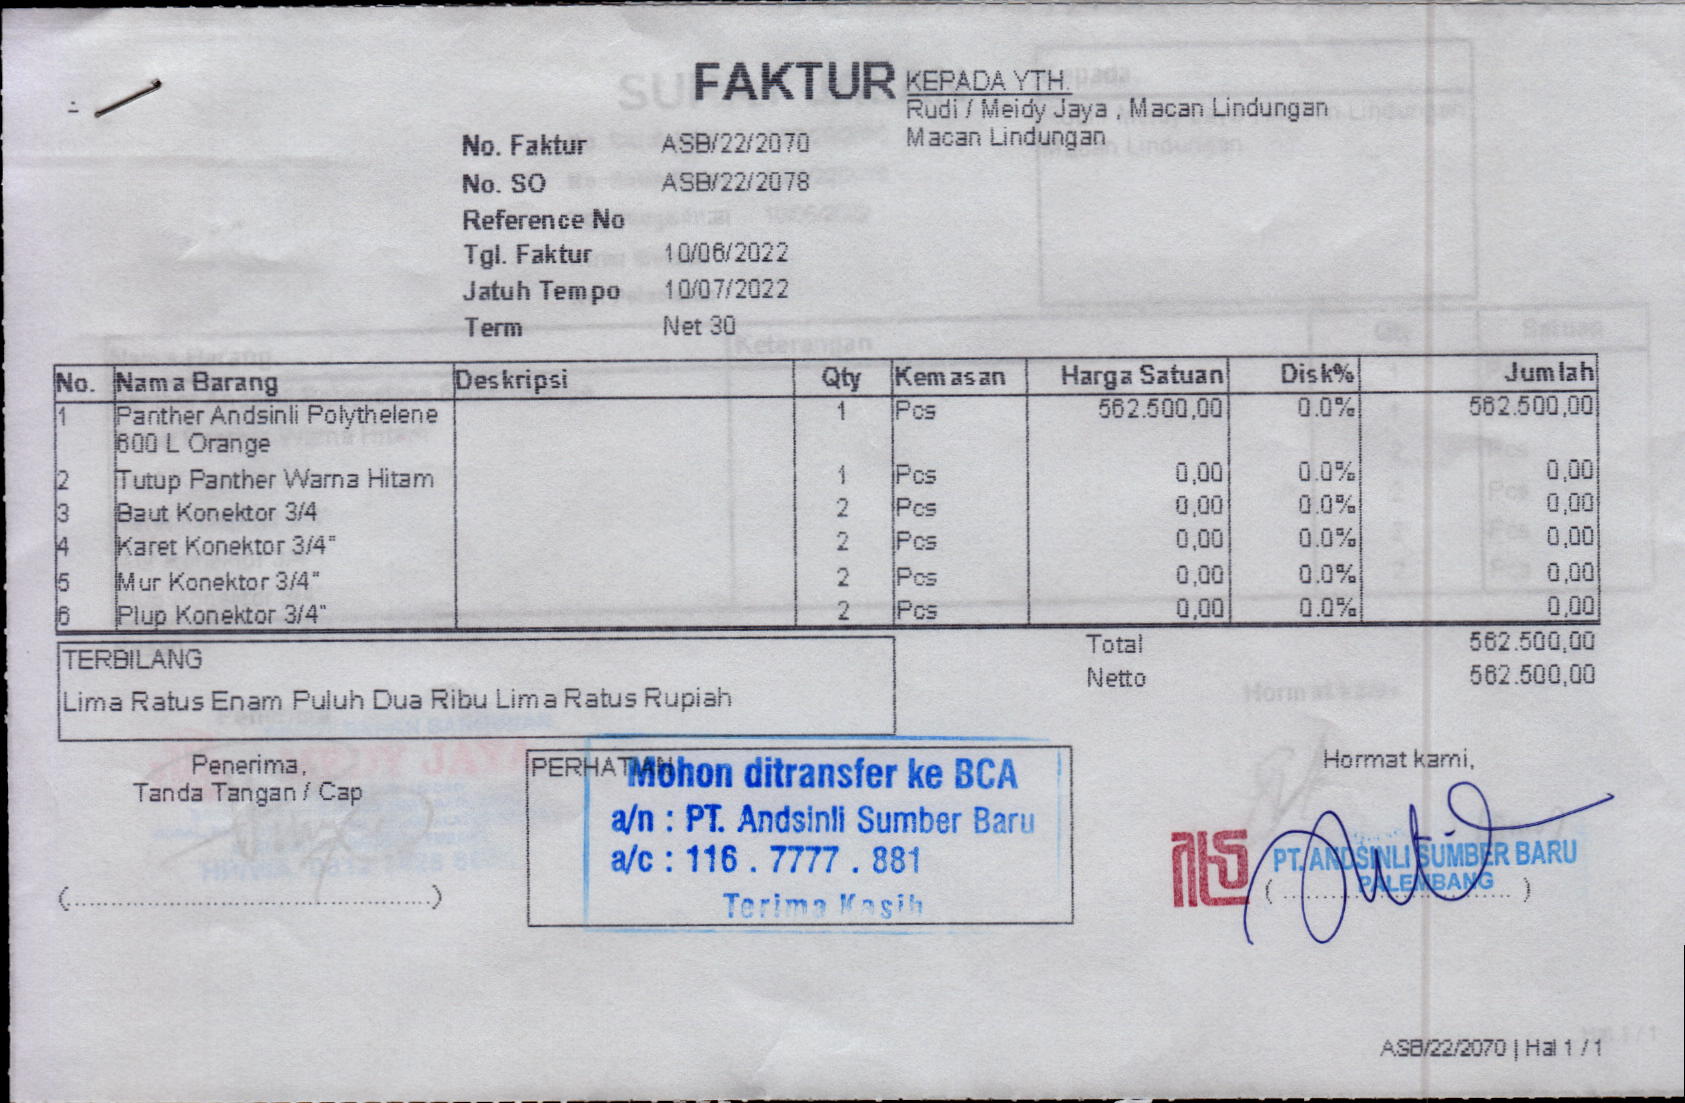 FAKTUR
KEPADA YTH.
Rudi / Meidy Jaya , Macan Lindungan
Macan Lindungan
No. Faktur ASB/22/2070
No. SO ASB/22/2078
Reference No
Tgl. Faktur 10/06/2022
Jatuh Tempo 10/07/2022
Term Net 30
No. Nama Barang Deskripsi Qty Kemasan Harga Satuan Disk% Jumlah
1 Panther Andsinli Polythelene 1 Pcs 562.500,00 0.0% 562.500,00
600 L Orange
2 Tutup Panther Warna Hitam 1 Pcs 0,00 0.0% 0,00
3 Baut Konektor 3/4 2 Pcs 0,00 0.0% 0,00
4 Karet Konektor 3/4" 2 Pcs 0,00 0.0% 0,00
5 Mur Konektor 3/4" 2 Pcs 0,00 0.0% 0,00
6 Plup Konektor 3/4" 2 Pcs 0,00 0.0% 0,00
Total 562.500,00
Netto 562.500,00
TERBILANG
Lima Ratus Enam Puluh Dua Ribu Lima Ratus Rupiah
Penerima,
Tanda Tangan / Cap
(..............................................)
PERHATIAN
Mohon ditransfer ke BCA
a/n : PT. Andsinli Sumber Baru
a/c : 116 . 7777 . 881
Terima Kasih
Hormat kami,
PT. ANDSINLI SUMBER BARU
PALEMBANG
(................................)
ASB/22/2070 | Hal 1 / 1